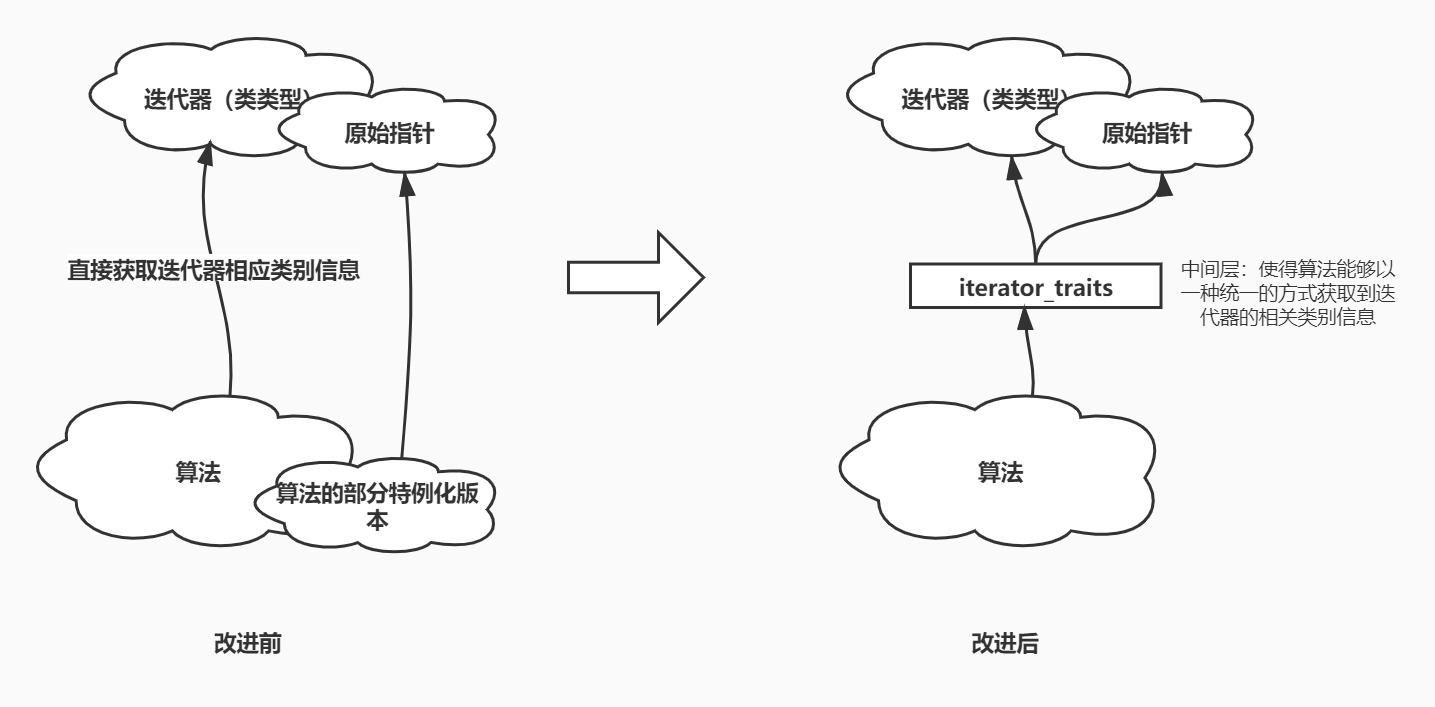 迭代器（类类型）
原始指针
直接获取迭代器相应类别信息
算法
算法的部分特例化版
本
改进前
迭代器（类类型）
原始指针
iterator_traits
中间层：使得算法能够以
一种统一的方式获取到迭
代器的相关类别信息
算法
改进后